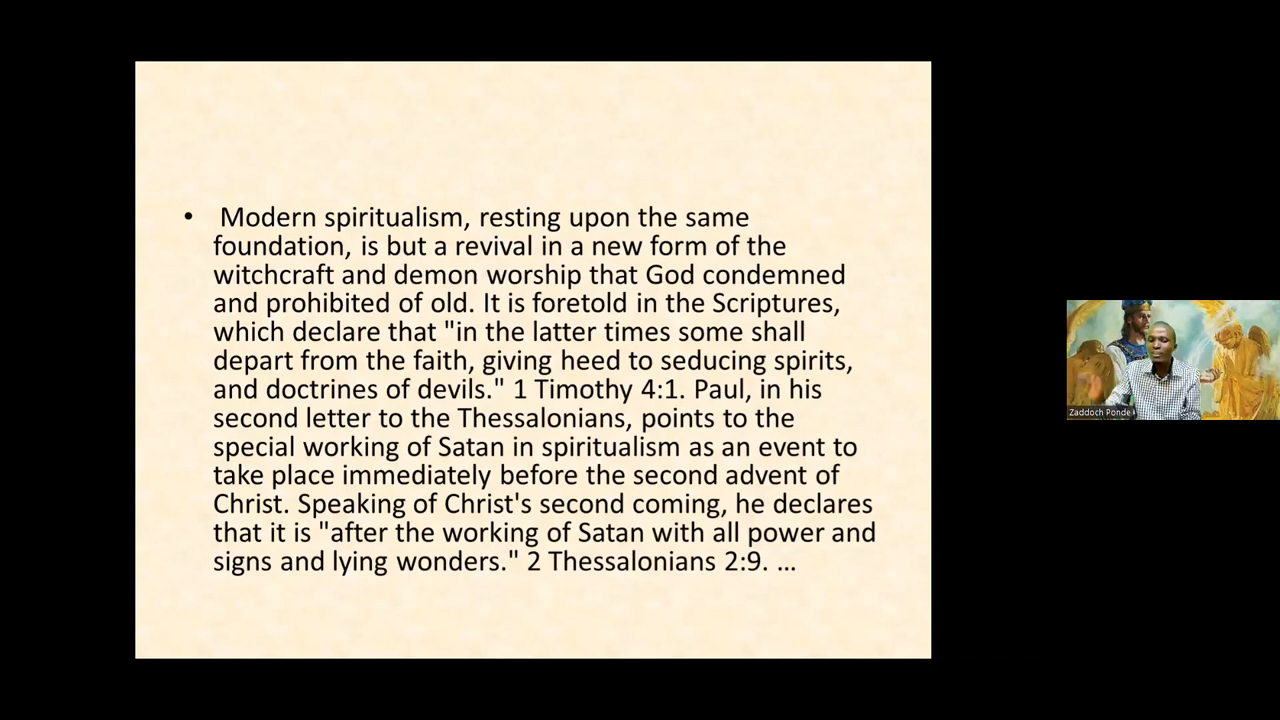 • Modern spiritualism, resting upon the same
foundation, is but a revival in a new form of the
witchcraft and demon worship that God condemned
and prohibited of old. It is foretold in the Scriptures,
which declare that "in the latter times some shall
depart from the faith, giving heed to seducing spirits,
and doctrines of devils." 1 Timothy 4:1. Paul, in his
second letter to the Thessalonians, points to the
special working of Satan in spiritualism as an event to
take place immediately before the second advent of
Christ. Speaking of Christ's second coming, he declares
that it is "after the working of Satan with all power and
signs and lying wonders." 2 Thessalonians 2:9. ...
Zaddoch Ponde